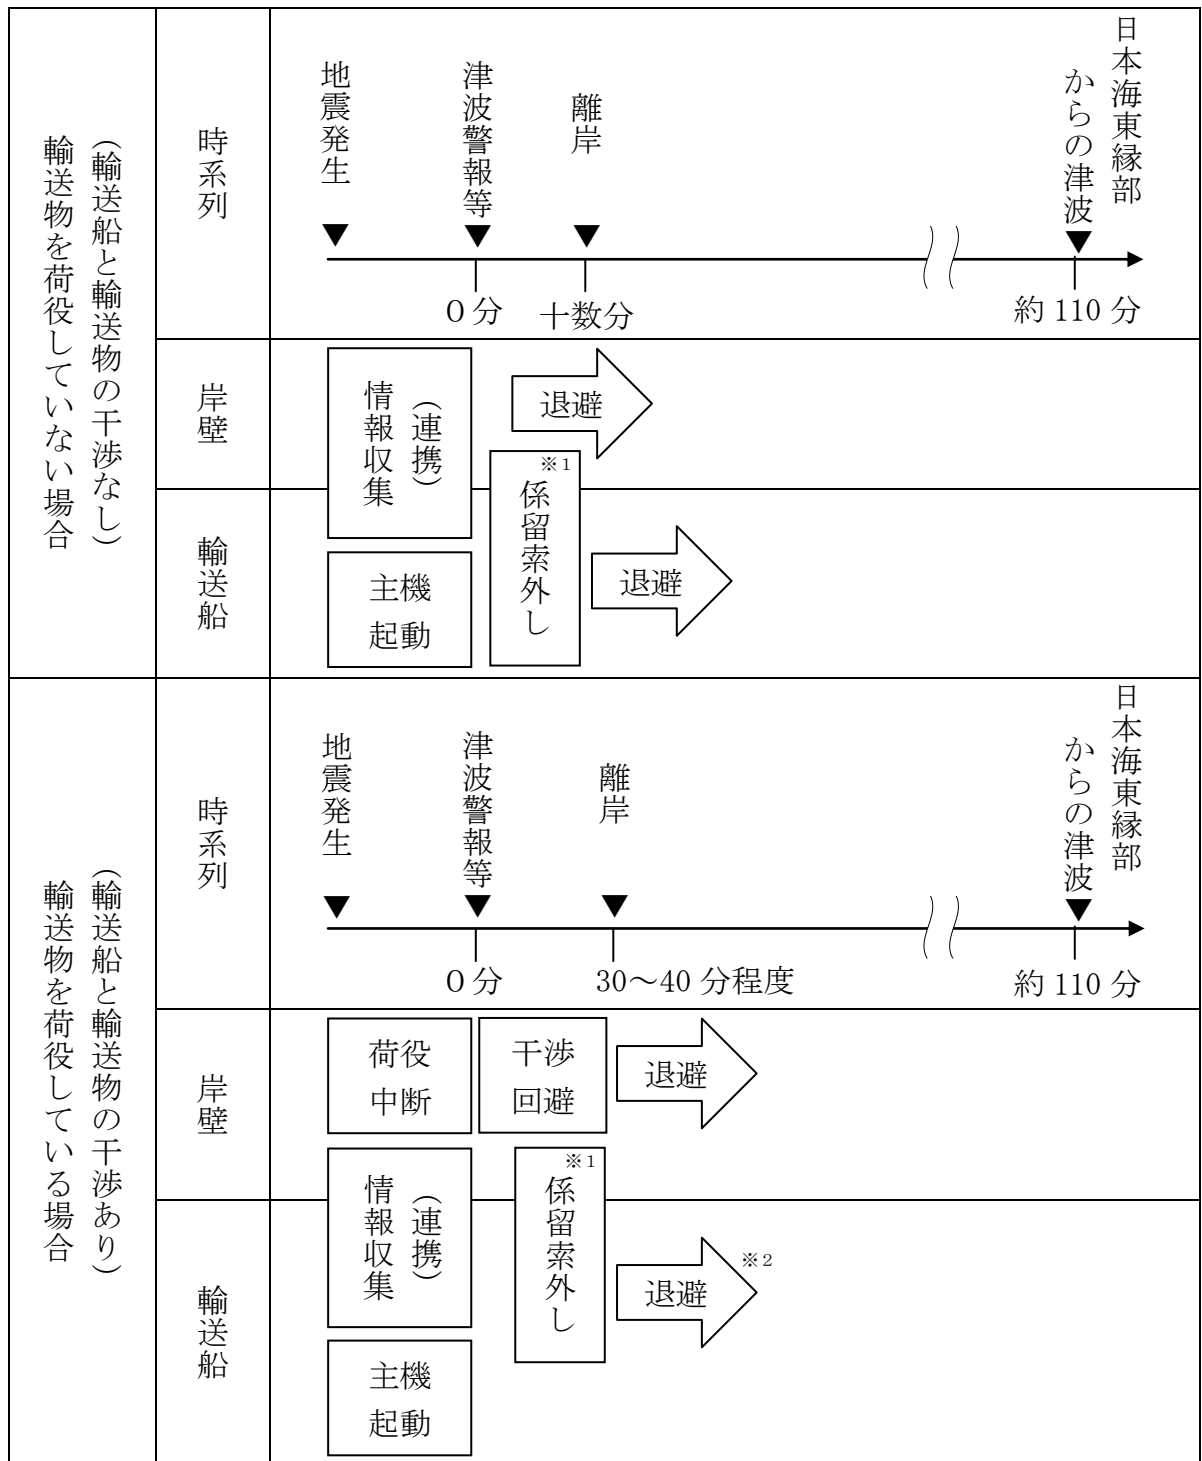 輸送物を荷役していない場合
（輸送船と輸送物の干渉なし）
時系列
地震発生
津波警報等
離岸
日本海東縁部
からの津波
0分
十数分
約110分
岸壁
情報収集
（連携）
退避
※1
係留索外し
輸送船
主機
起動
退避
輸送物を荷役している場合
（輸送船と輸送物の干渉あり）
時系列
地震発生
津波警報等
離岸
日本海東縁部
からの津波
0分
30～40分程度
約110分
岸壁
荷役
中断
干渉
回避
退避
情報収集
（連携）
※1
係留索外し
輸送船
退避
※2
主機
起動